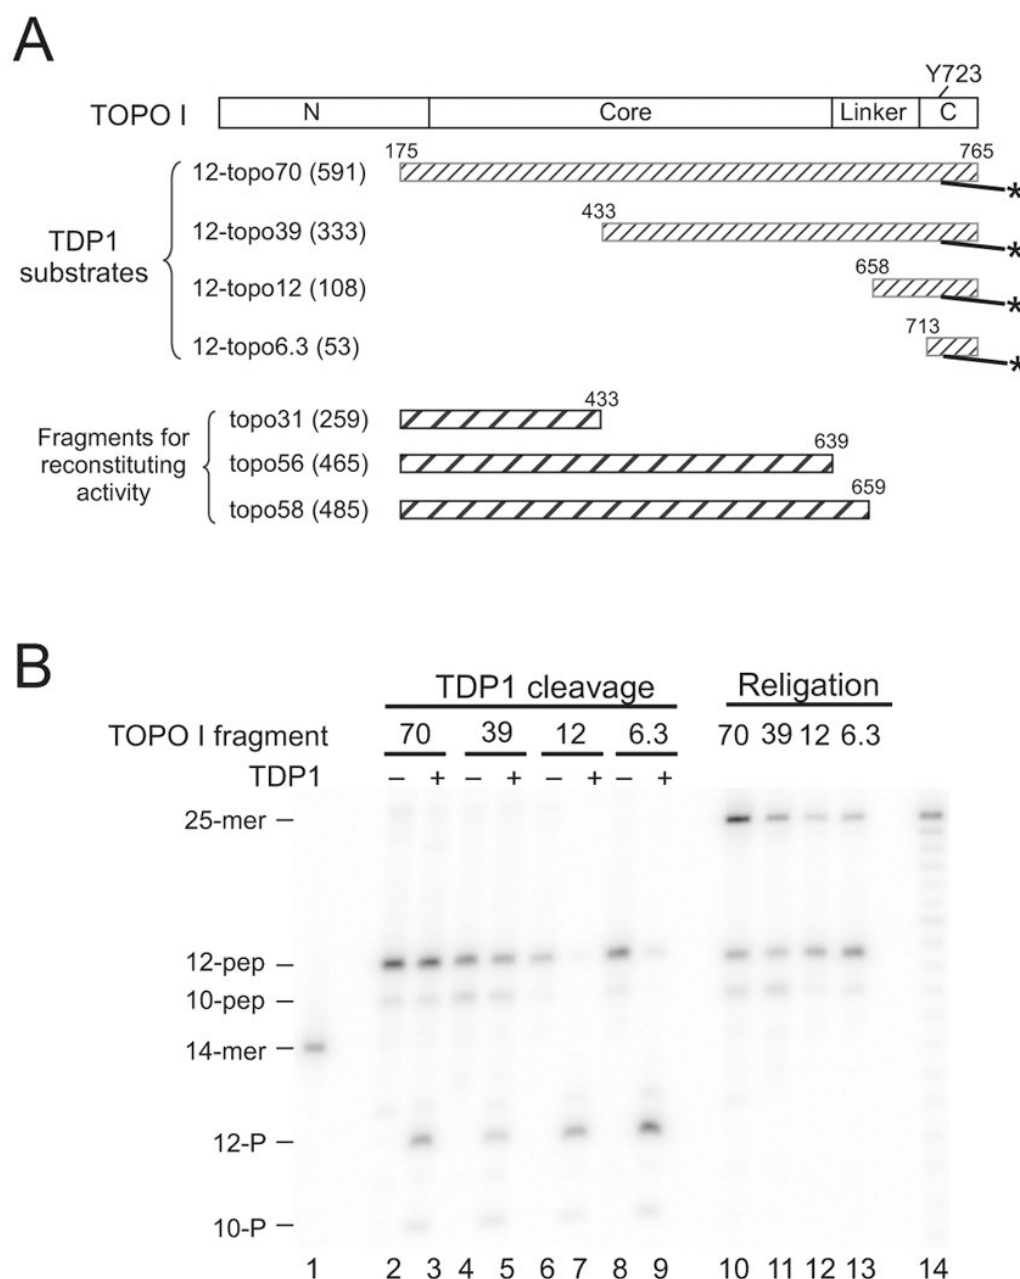 A
Y723
TOPO I N Core Linker C
175 765
12-topo70 (591)
*
433
12-topo39 (333)
*
TDP1
substrates
658
12-topo12 (108)
*
713
12-topo6.3 (53)
*
433
topo31 (259)
Fragments for
reconstituting
activity
639
topo56 (465)
659
topo58 (485)
B
TDP1 cleavage Religation
TOPO I fragment 70 39 12 6.3 70 39 12 6.3
TDP1 – + – + – + – +
25-mer –
12-pep –
10-pep –
14-mer –
12-P –
10-P –
1 2 3 4 5 6 7 8 9 10 11 12 13 14